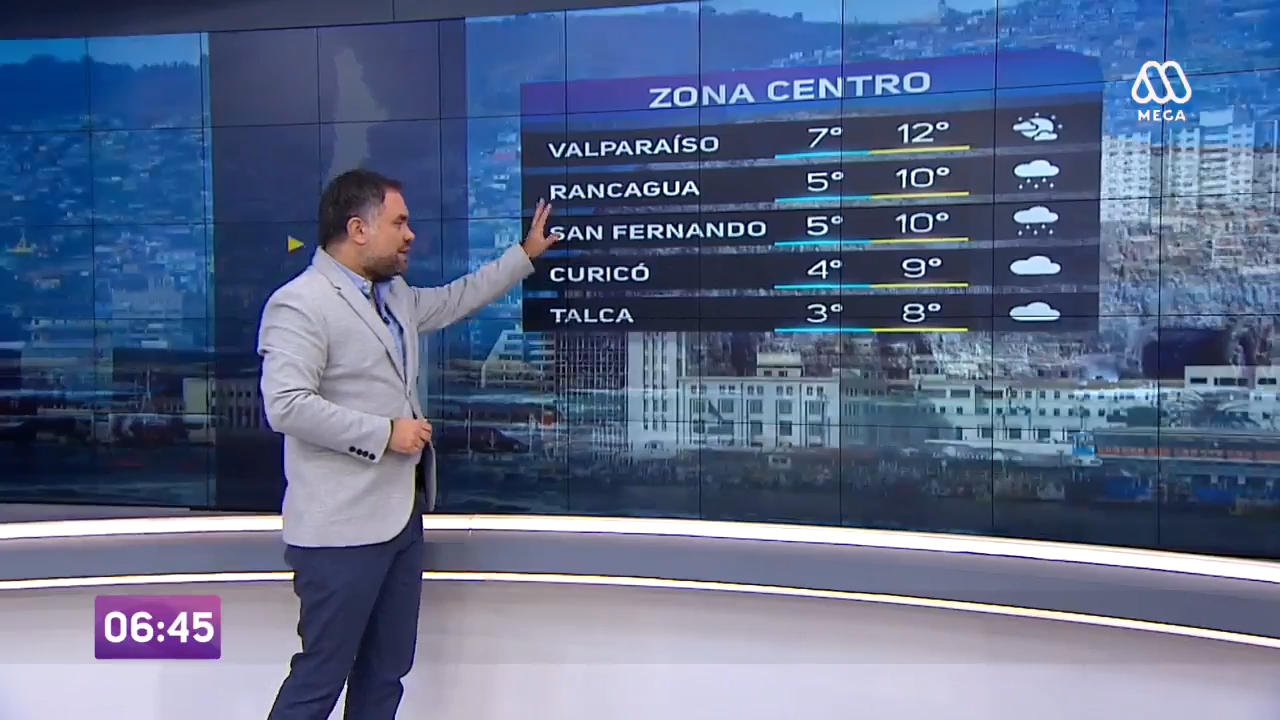 ZONA CENTRO
MEGA
VALPARAÍSO 7° 12°
RANCAGUA 5° 10°
SAN FERNANDO 5° 10°
CURICÓ 4° 9°
TALCA 3° 8°
06:45